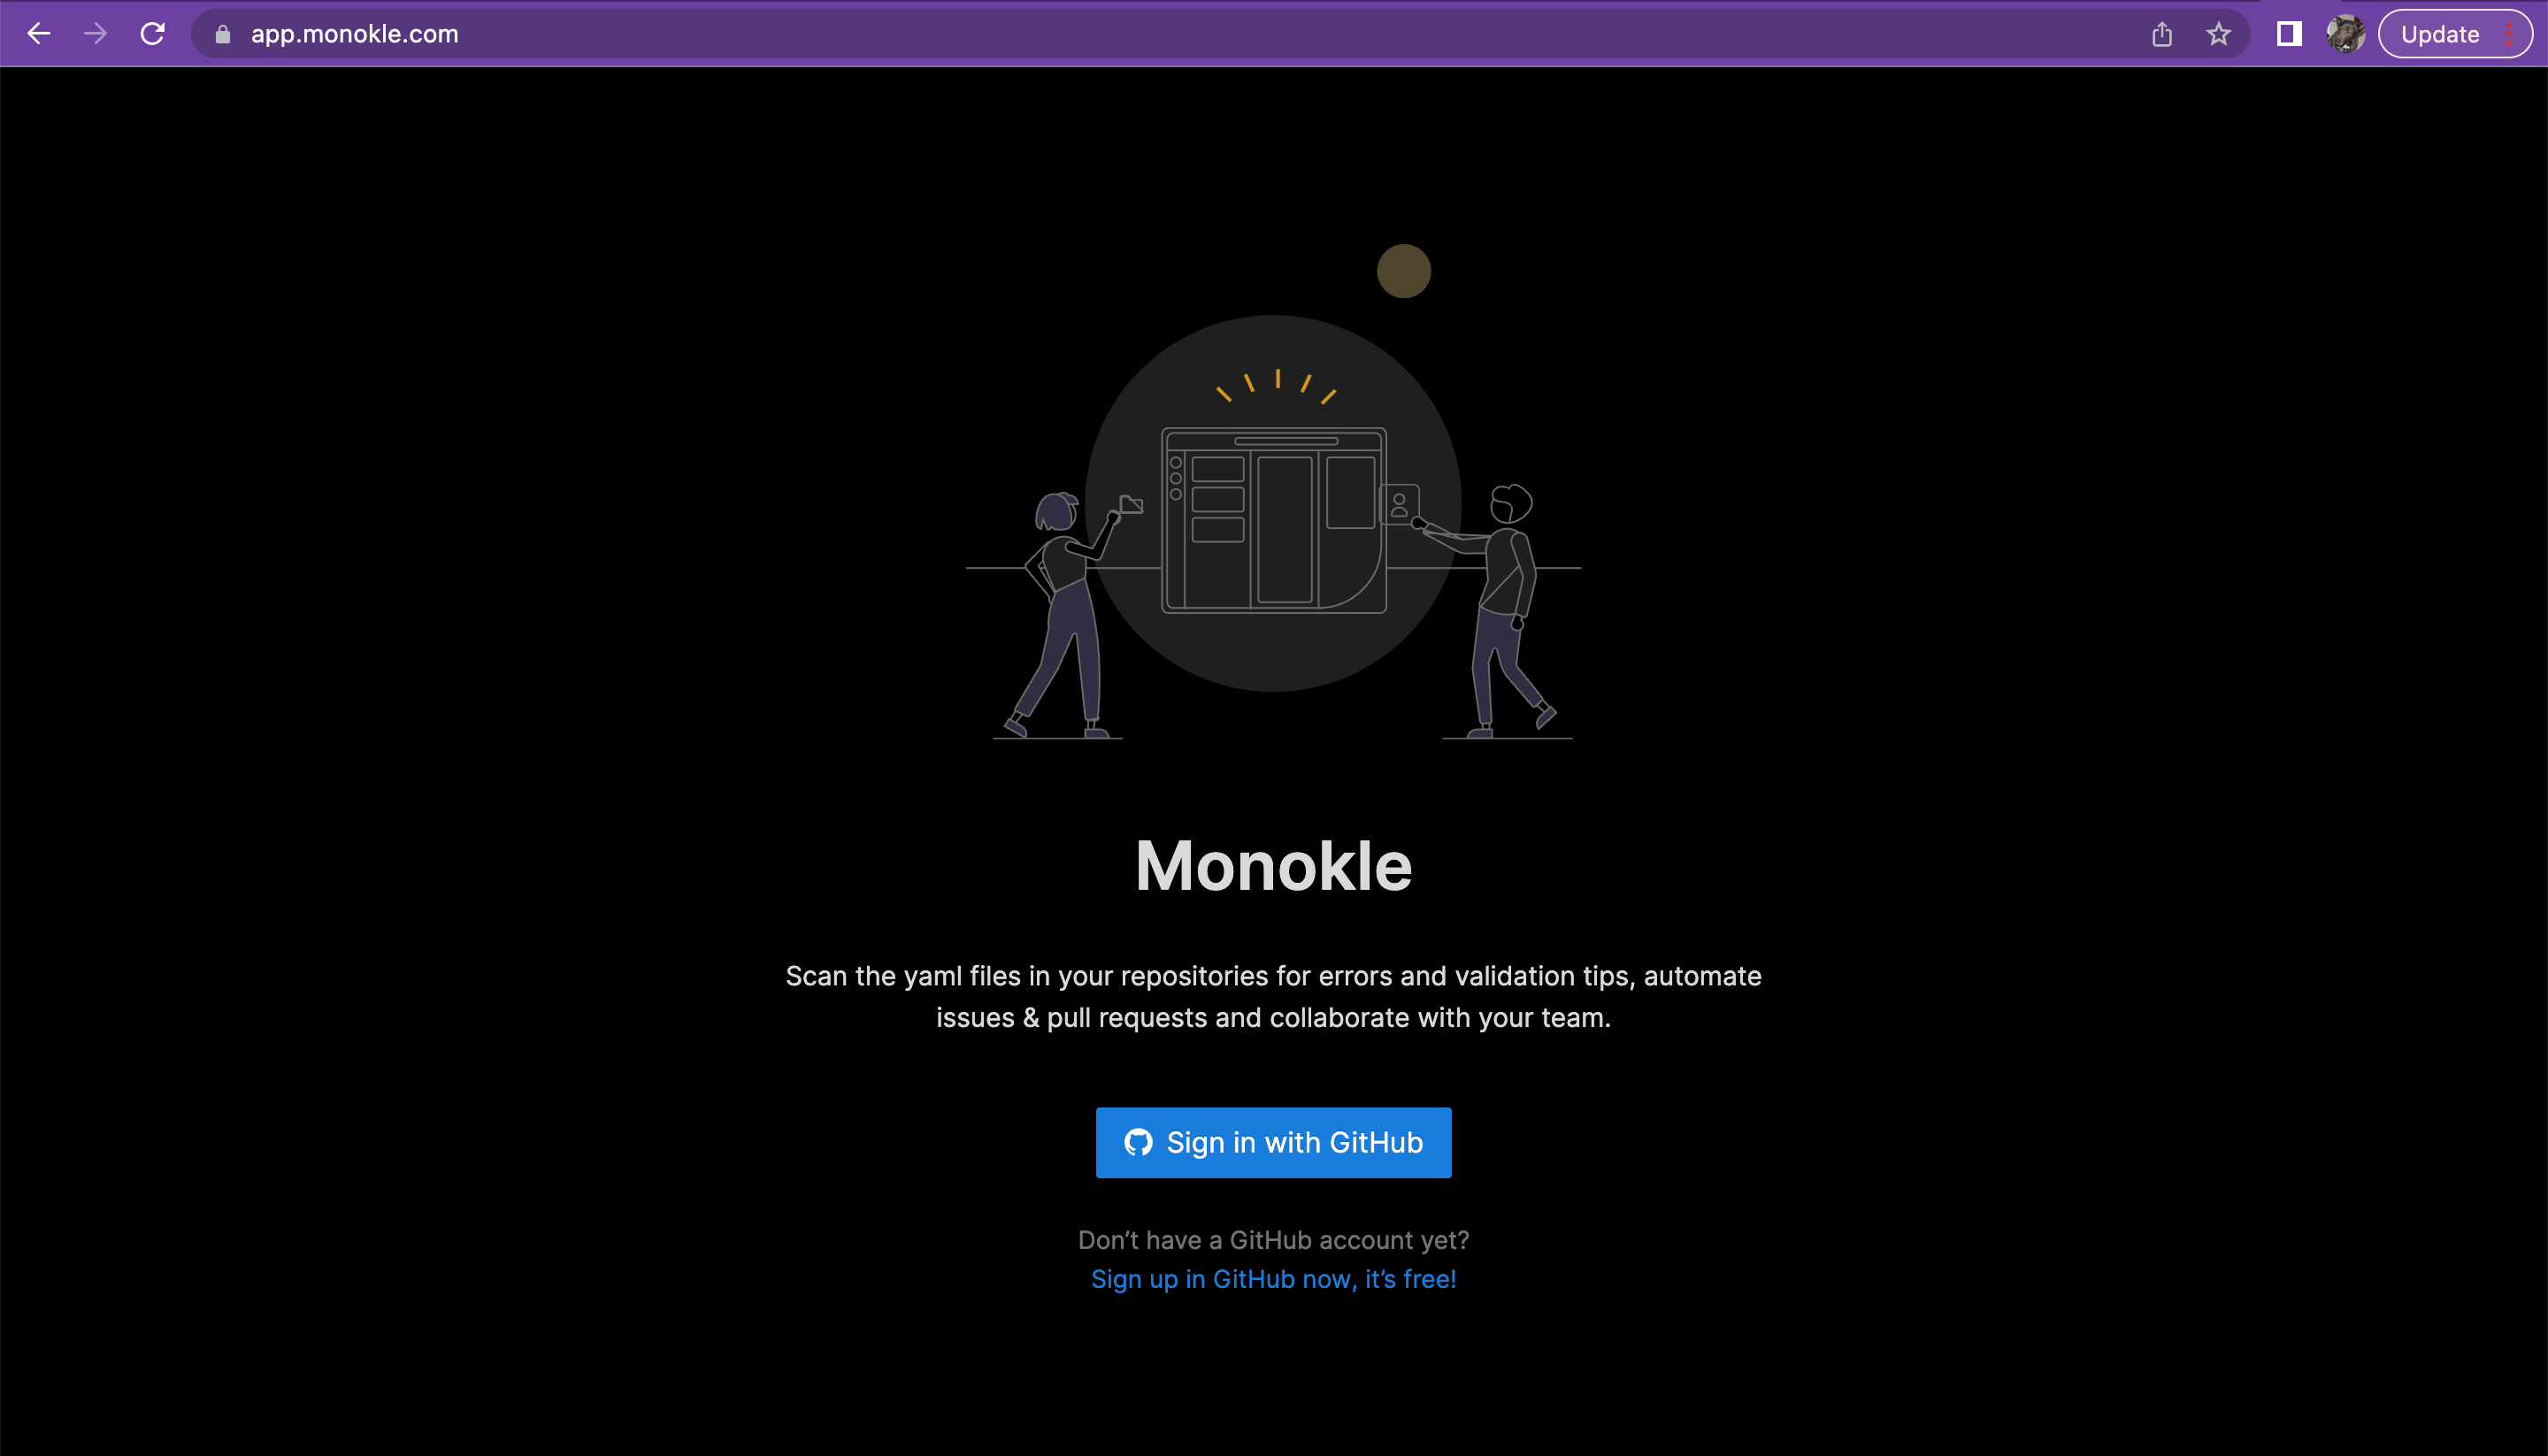 app.monokle.com
Update
Monokle
Scan the yaml files in your repositories for errors and validation tips, automate
issues & pull requests and collaborate with your team.
Sign in with GitHub
Don’t have a GitHub account yet?
Sign up in GitHub now, it’s free!